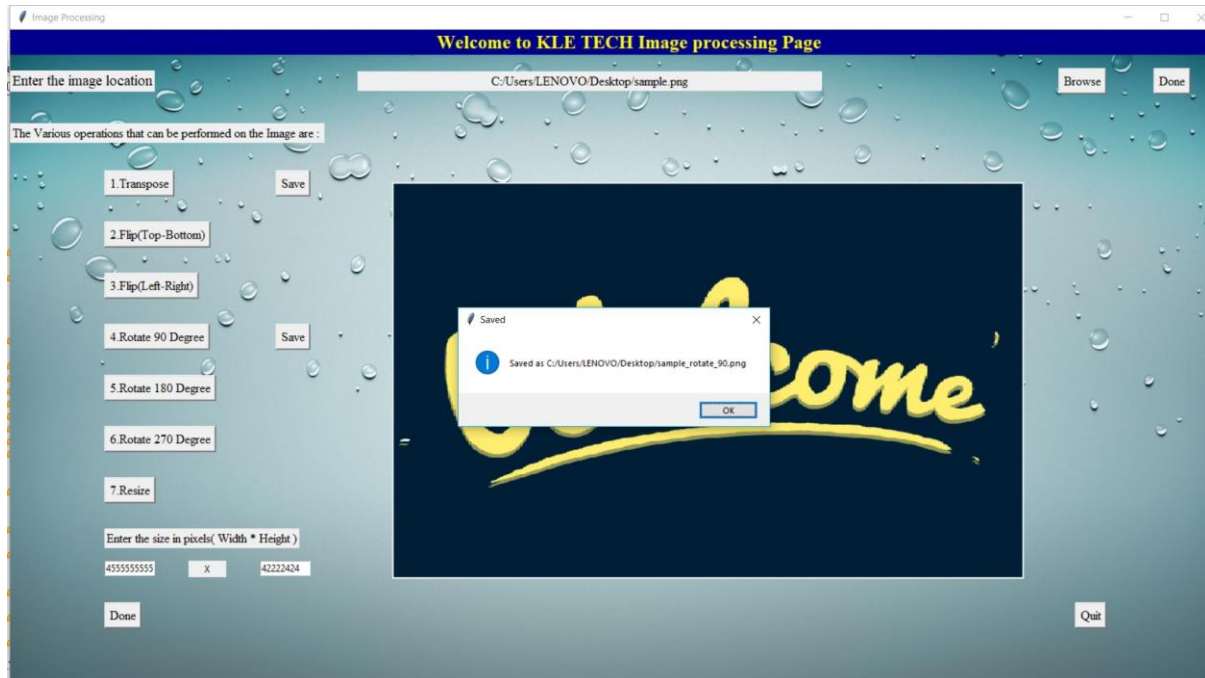 Image Processing
Welcome to KLE TECH Image processing Page
Enter the image location
C:/Users/LENOVO/Desktop/sample.png
Browse
Done
The Various operations that can be performed on the Image are :
1.Transpose
Save
2.Flip(Top-Bottom)
3.Flip(Left-Right)
4.Rotate 90 Degree
Save
5.Rotate 180 Degree
6.Rotate 270 Degree
7.Resize
Enter the size in pixels( Width * Height )
4555555555
X
42222424
Done
Saved
Saved as C:/Users/LENOVO/Desktop/sample_rotate_90.png
OK
come
Quit